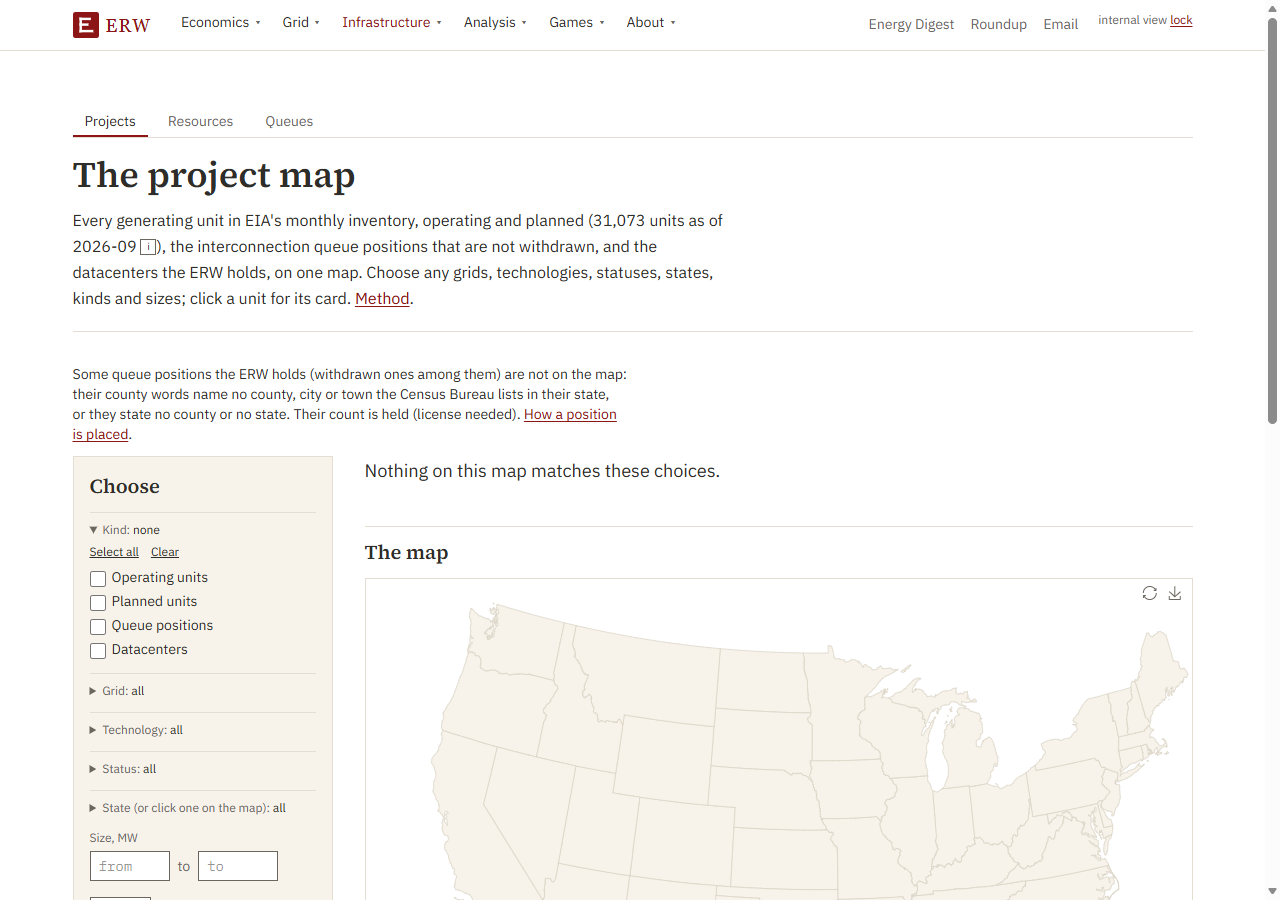 E ERW Economics Grid Infrastructure Analysis Games About Energy Digest Roundup Email internal view lock
Projects Resources Queues
The project map
Every generating unit in EIA's monthly inventory, operating and planned (31,073 units as of
2026-09 i), the interconnection queue positions that are not withdrawn, and the
datacenters the ERW holds, on one map. Choose any grids, technologies, statuses, states,
kinds and sizes; click a unit for its card. Method.
Some queue positions the ERW holds (withdrawn ones among them) are not on the map:
their county words name no county, city or town the Census Bureau lists in their state,
or they state no county or no state. Their count is held (license needed). How a position
is placed.
Choose
Kind: none
Select all Clear
Operating units
Planned units
Queue positions
Datacenters
Grid: all
Technology: all
Status: all
State (or click one on the map): all
Size, MW
from to to
Nothing on this map matches these choices.
The map